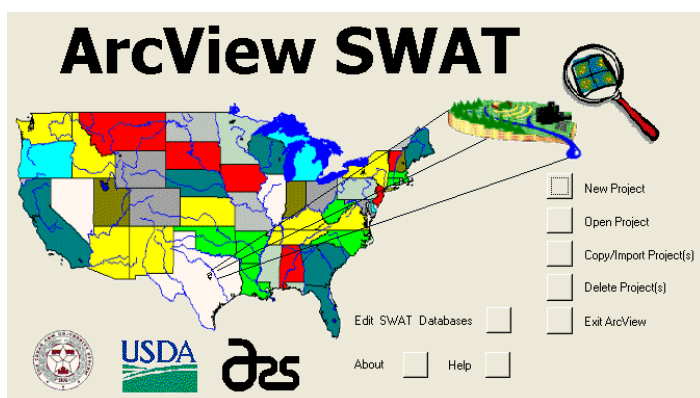 ArcView SWAT
New Project
Open Project
Copy/Import Project(s)
Delete Project(s)
Edit SWAT Databases
Exit ArcView
About
Help
USDA
ars